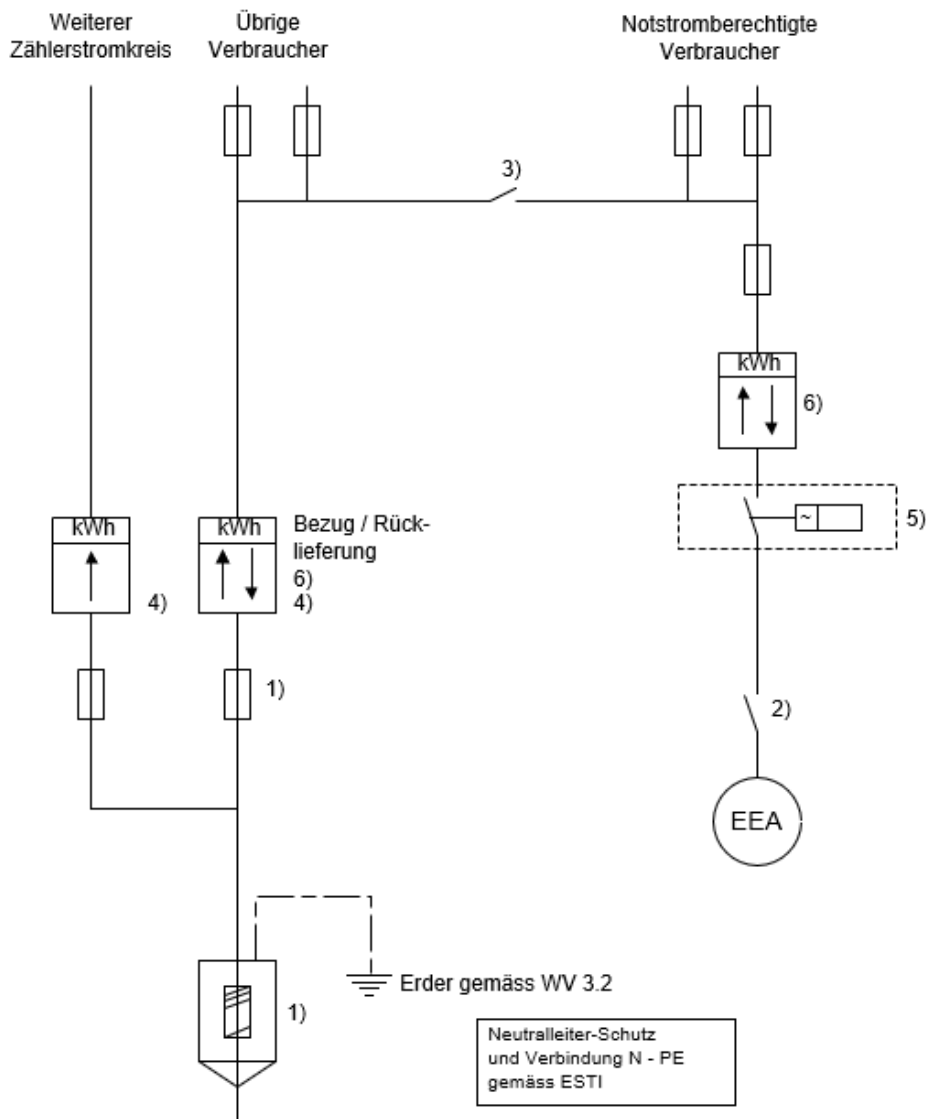 Weiterer
Zählerstromkreis
Übrige
Verbraucher
Notstromberechtigte
Verbraucher
3)
kWh
6)
5)
kWh
4)
kWh
Bezug / Rück-
lieferung
6)
4)
1)
2)
EEA
~
Erder gemäss WV 3.2
1)
Neutralleiter-Schutz
und Verbindung N - PE
gemäss ESTI